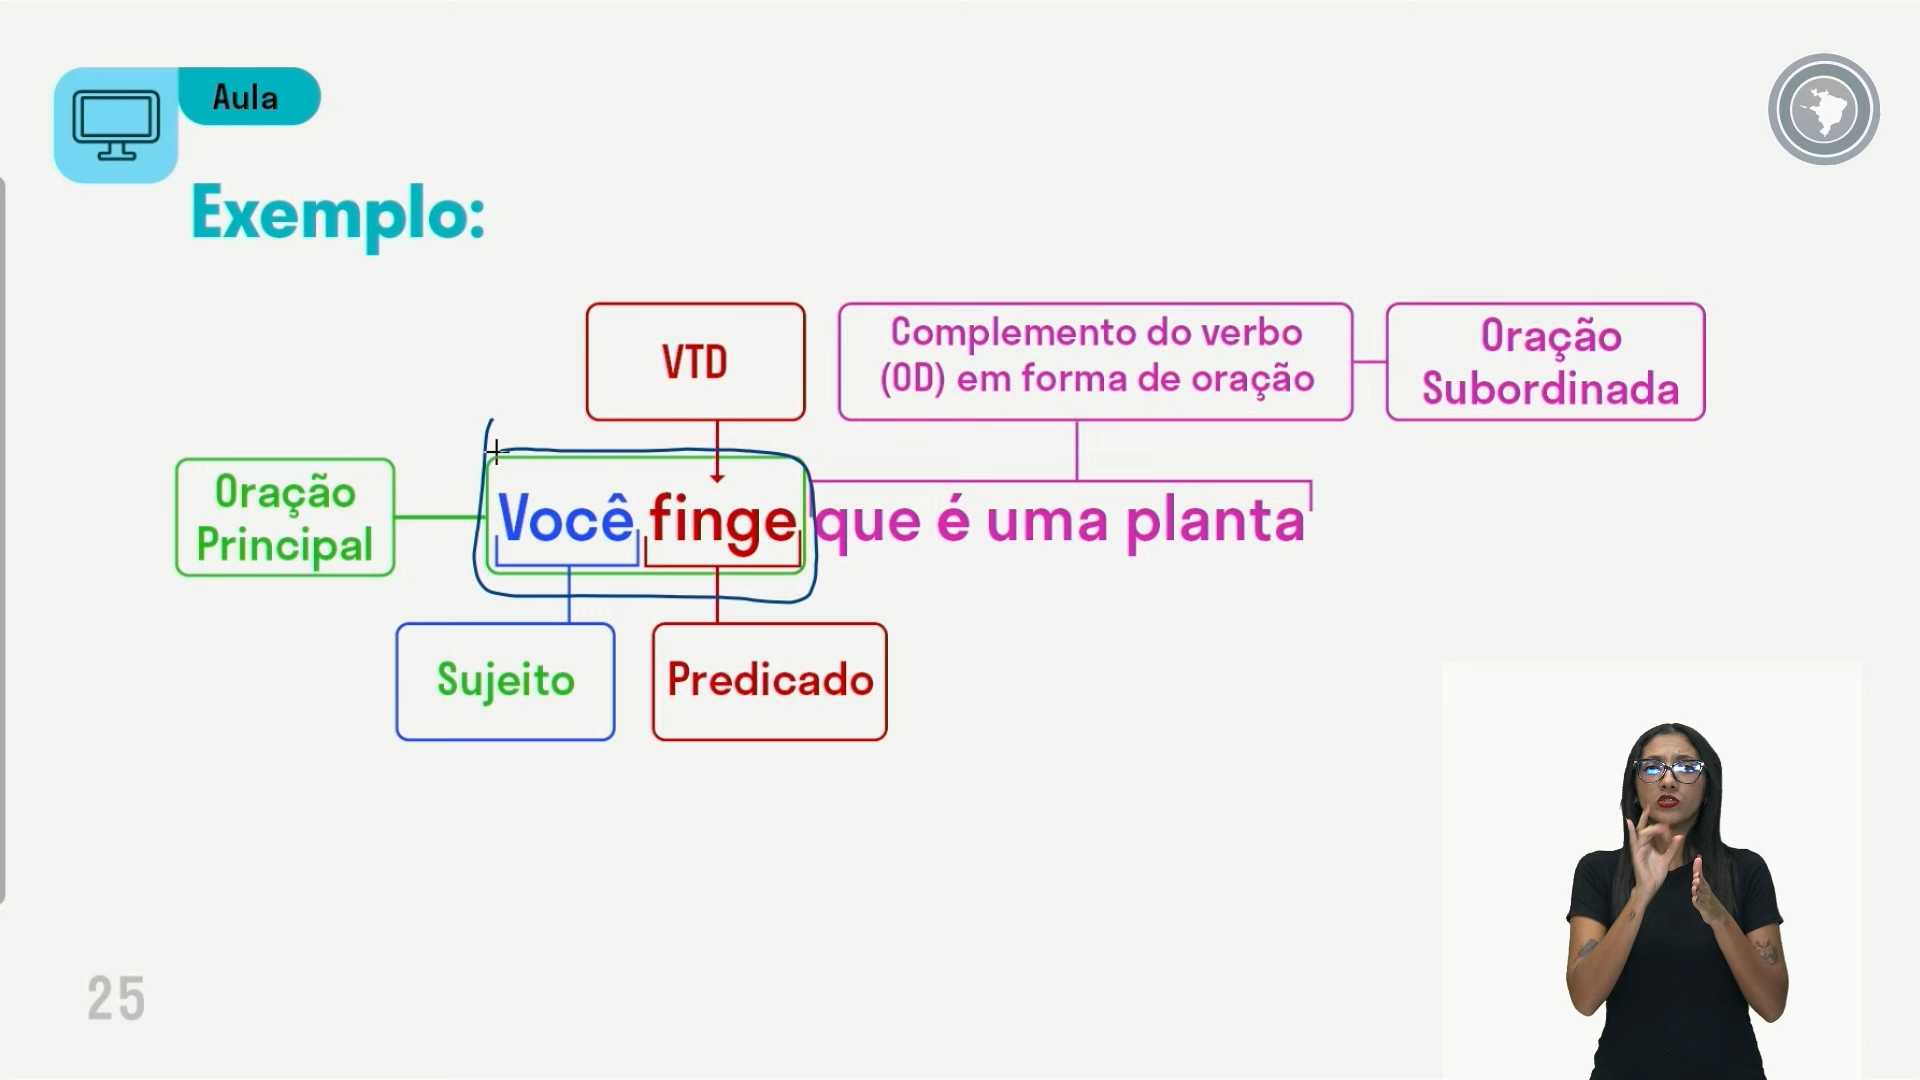 Aula
Exemplo:
VTD
Complemento do verbo
(OD) em forma de oração
Oração
Subordinada
Oração
Principal
Você finge que é uma planta
Sujeito
Predicado
25